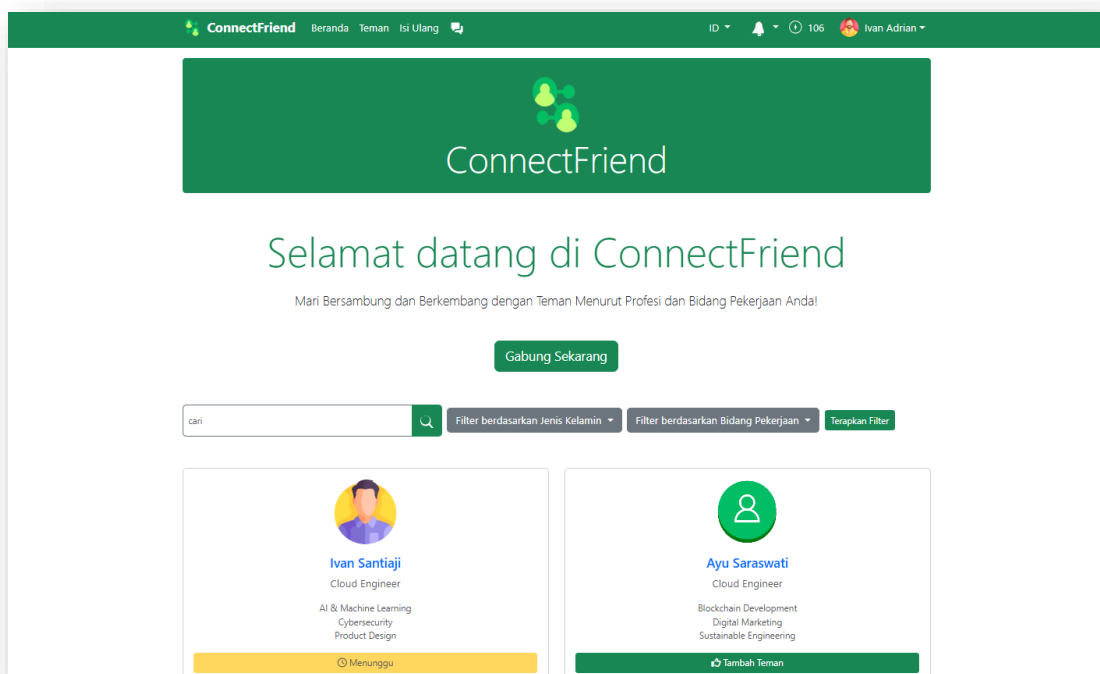 ConnectFriend Beranda Teman Isi Ulang ID 106 Ivan Adrian
ConnectFriend
Selamat datang di ConnectFriend
Mari Bersambung dan Berkembang dengan Teman Menurut Profesi dan Bidang Pekerjaan Anda!
Gabung Sekarang
cari Filter berdasarkan Jenis Kelamin Filter berdasarkan Bidang Pekerjaan Terapkan Filter
Ivan Santiaji
Cloud Engineer
AI & Machine Learning
Cybersecurity
Product Design
Menunggu
Ayu Saraswati
Cloud Engineer
Blockchain Development
Digital Marketing
Sustainable Engineering
Tambah Teman